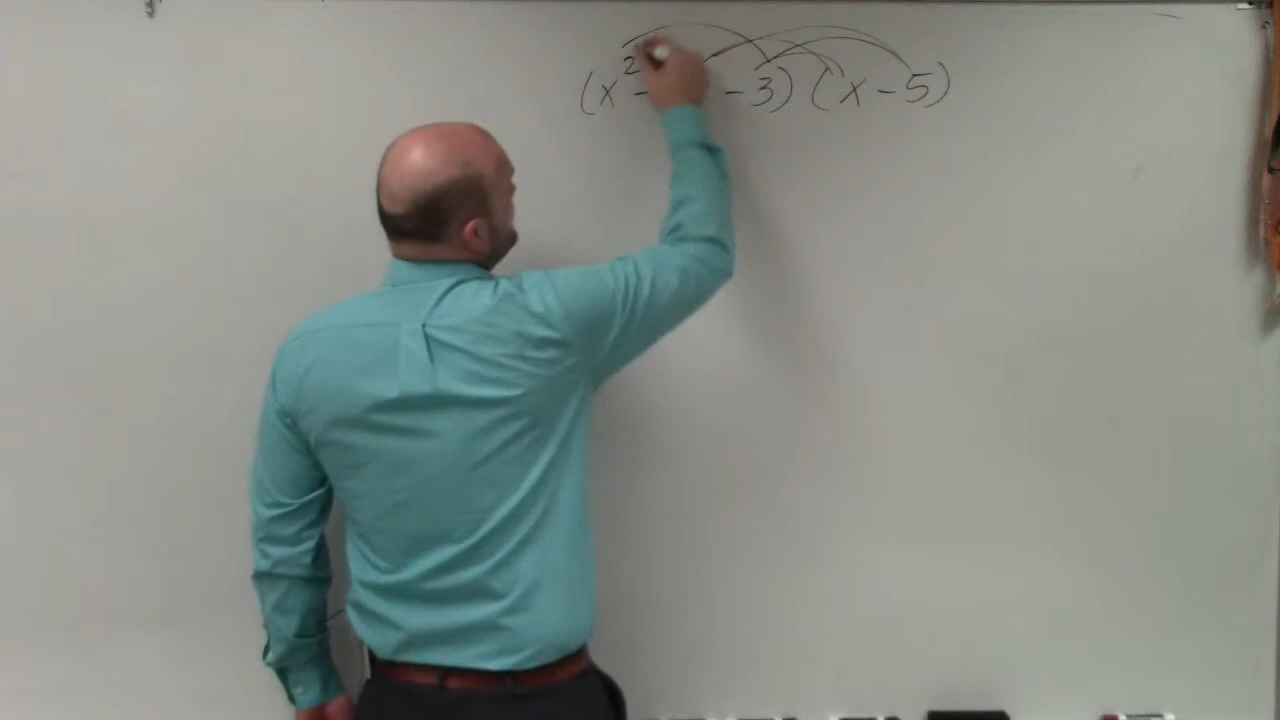 (x² - - 3) (x - 5)